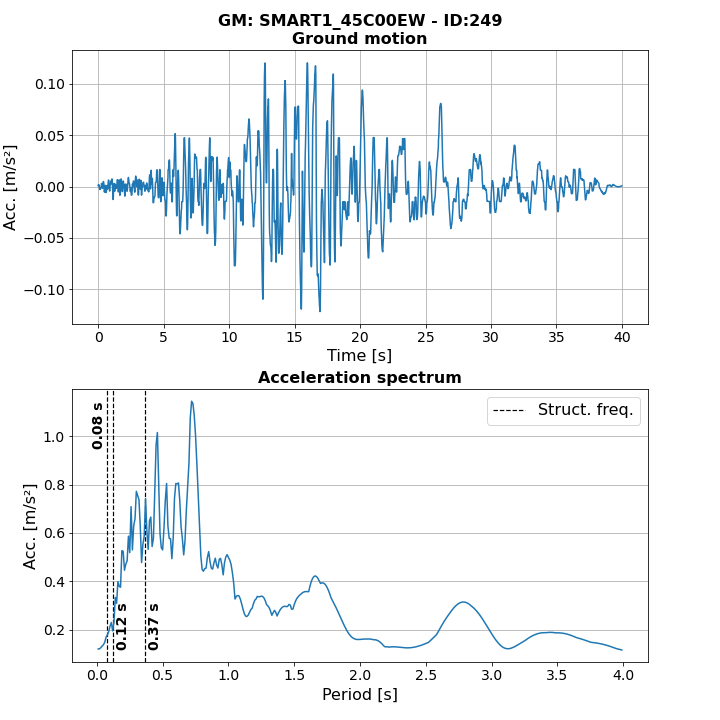 GM: SMART1_45C00EW - ID:249
Ground motion
Acc. [m/s²]
0.10
0.05
0.00
−0.05
−0.10
0 5 10 15 20 25 30 35 40
Time [s]
Acceleration spectrum
Acc. [m/s²]
1.0
0.8
0.6
0.4
0.2
0.08 s
0.12 s
0.37 s
Struct. freq.
0.0 0.5 1.0 1.5 2.0 2.5 3.0 3.5 4.0
Period [s]